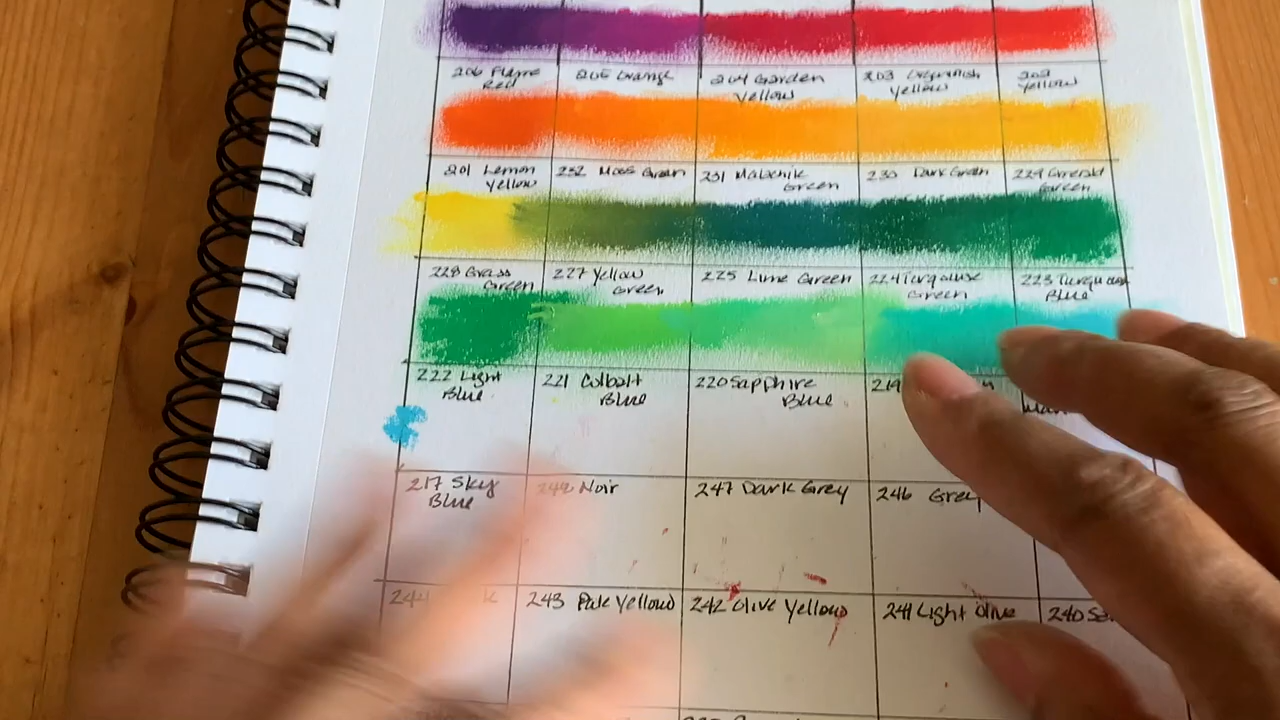 206 Flame 205 Orange 204 Garden 203 202
Red Yellow Yellow Yellow
201 Lemon 232 Moss Green 231 Malachite 230 Dark Green 229 Emerald
Yellow Green Green
228 Grass 227 Yellow 225 Lime Green 224 Turquoise 223 Turquoise
Green Green Green Blue
222 Light 221 Colbalt 220 Sapphire 219
Blue Blue Blue
217 Sky 248 Noir 247 Dark Grey 246 Grey
Blue
244 243 Pale Yellow 242 Olive Yellow 241 Light Olive 240